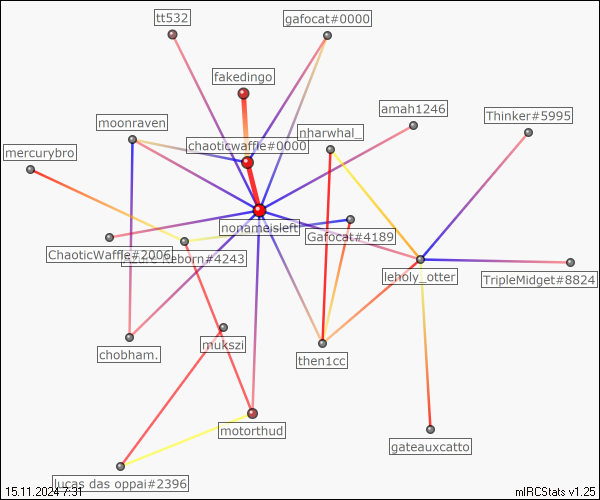 tt532
gafocat#0000
fakedingo
amah1246
Thinker#5995
moonraven
nharwhal_
chaoticwaffle#0000
mercurybro
nonameisleft
Gafocat#4189
ChaoticWaffle#2006
Reborn#4243
leholy_otter
TripleMidget#8824
mukszi
chobham.
then1cc
motorthud
gateauxcatto
lucas das oppai#2396
15.11.2024 7:31
mIRCStats v1.25